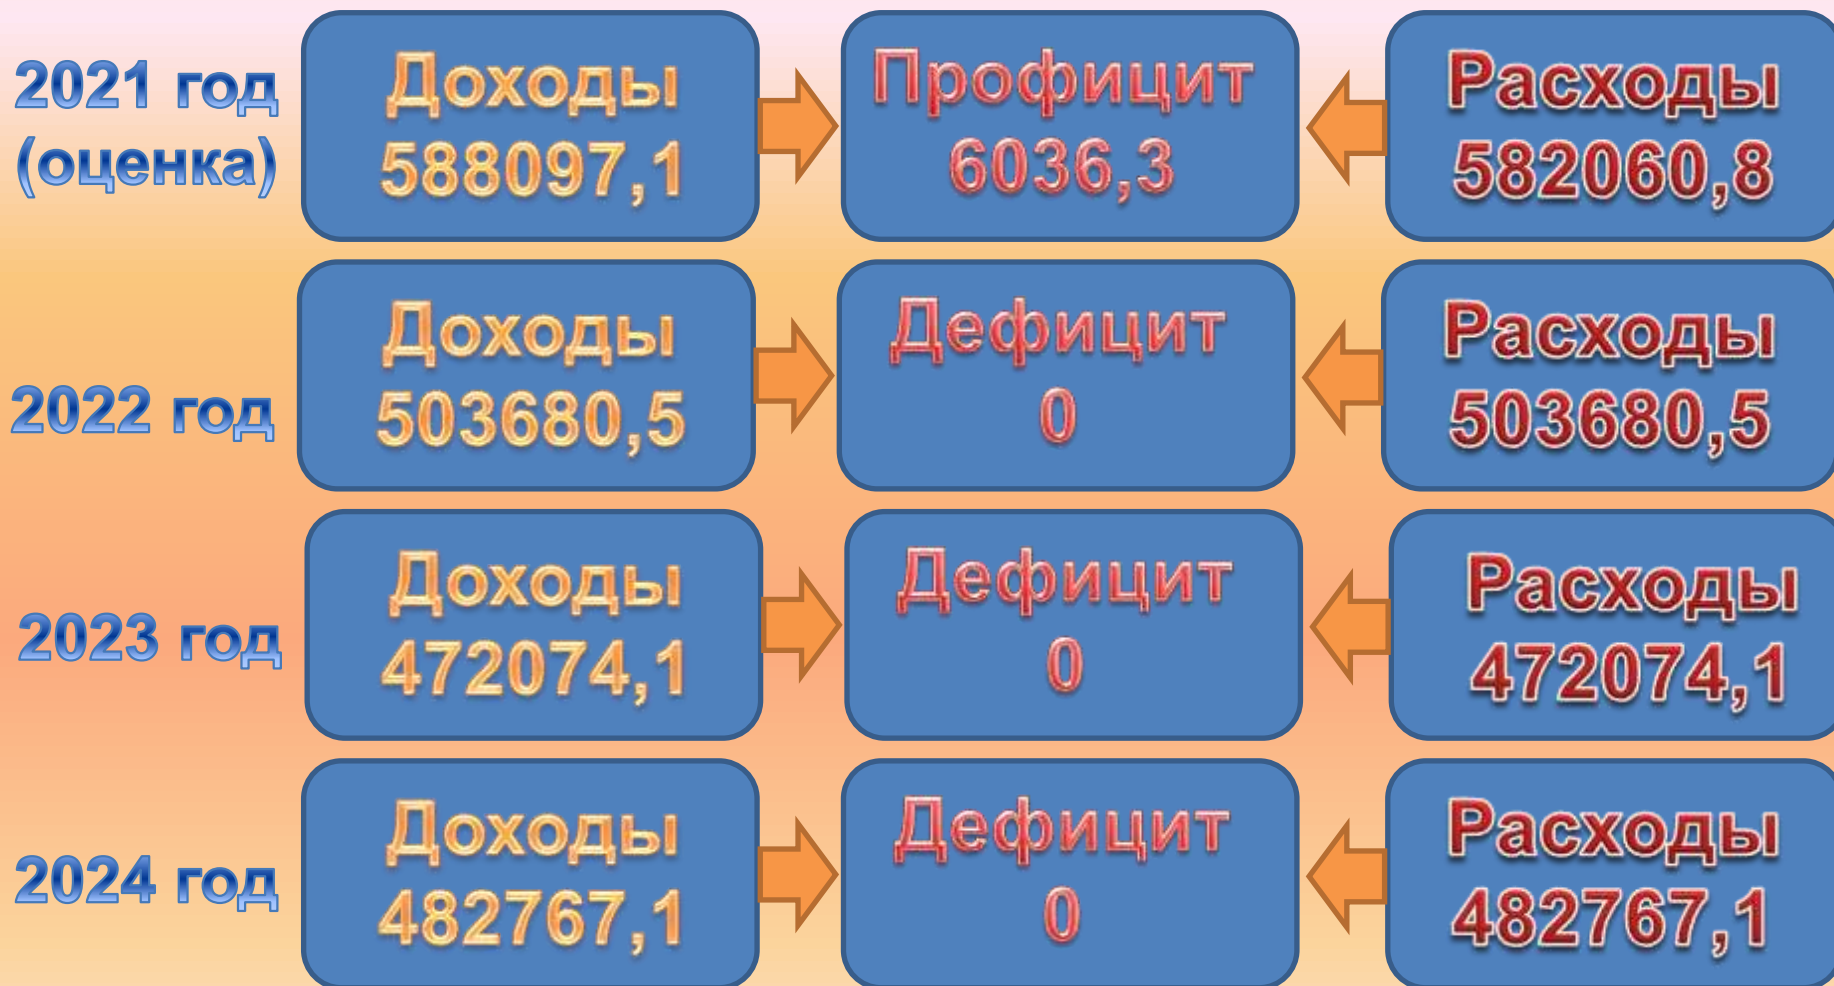 2021 год
(оценка)
Доходы
588097,1
Профицит
6036,3
Расходы
582060,8
2022 год
Доходы
503680,5
Дефицит
0
Расходы
503680,5
2023 год
Доходы
472074,1
Дефицит
0
Расходы
472074,1
2024 год
Доходы
482767,1
Дефицит
0
Расходы
482767,1